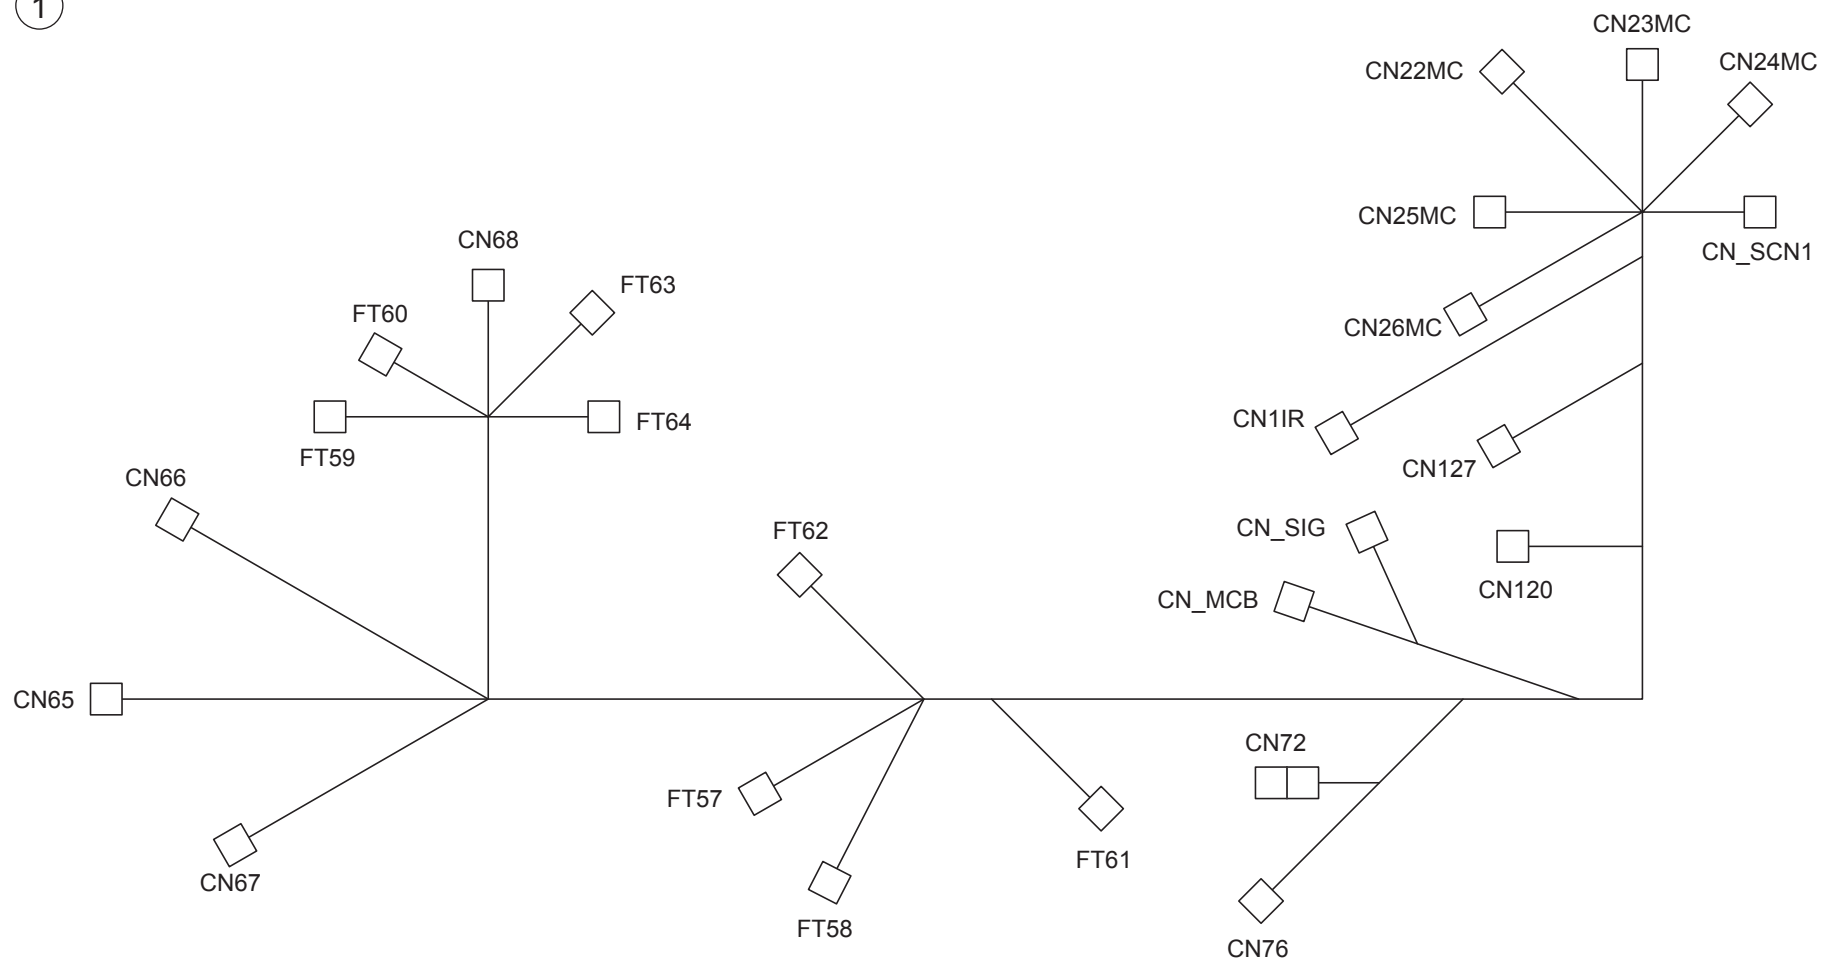 1
CN23MC
CN22MC
CN24MC
CN25MC
CN_SCN1
CN68
FT63
FT60
CN26MC
CN1IR
FT64
FT59
CN127
CN66
CN_SIG
FT62
CN120
CN_MCB
CN65
CN72
FT57
FT61
CN67
FT58
CN76